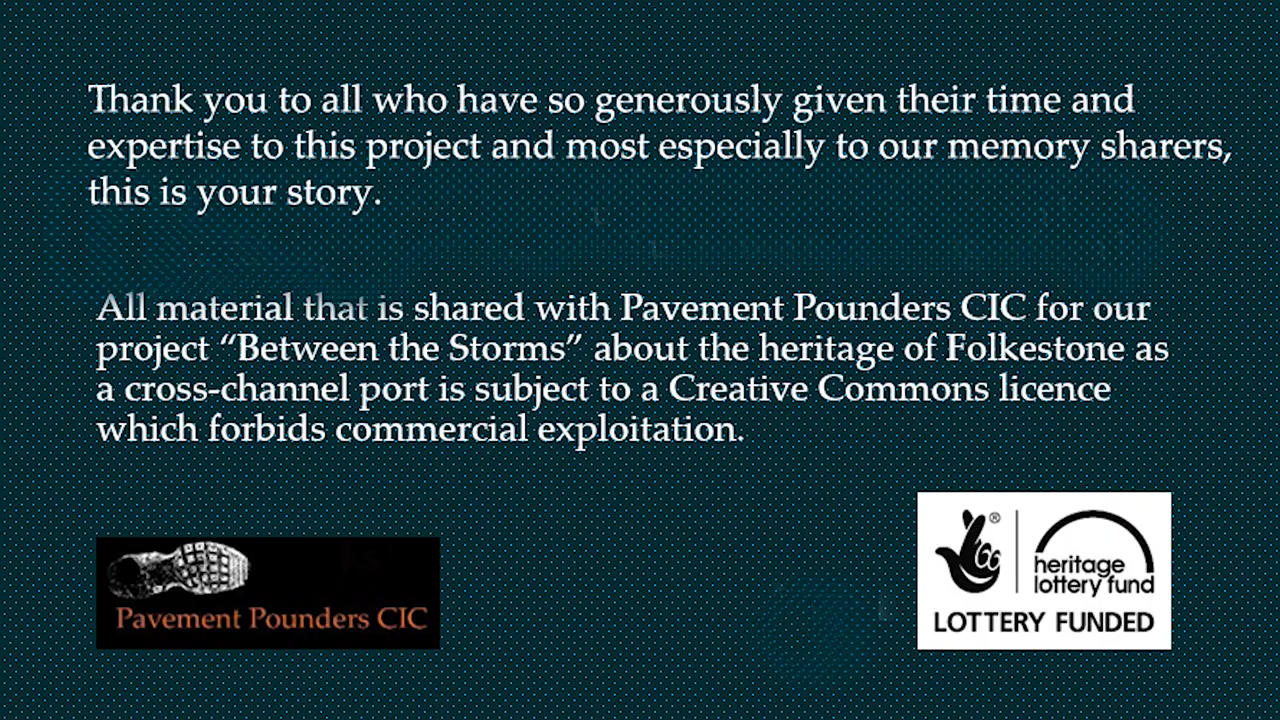 Thank you to all who have so generously given their time and
expertise to this project and most especially to our memory sharers,
this is your story.
All material that is shared with Pavement Pounders CIC for our
project “Between the Storms” about the heritage of Folkestone as
a cross-channel port is subject to a Creative Commons licence
which forbids commercial exploitation.
Pavement Pounders CIC
®
heritage
lottery fund
LOTTERY FUNDED